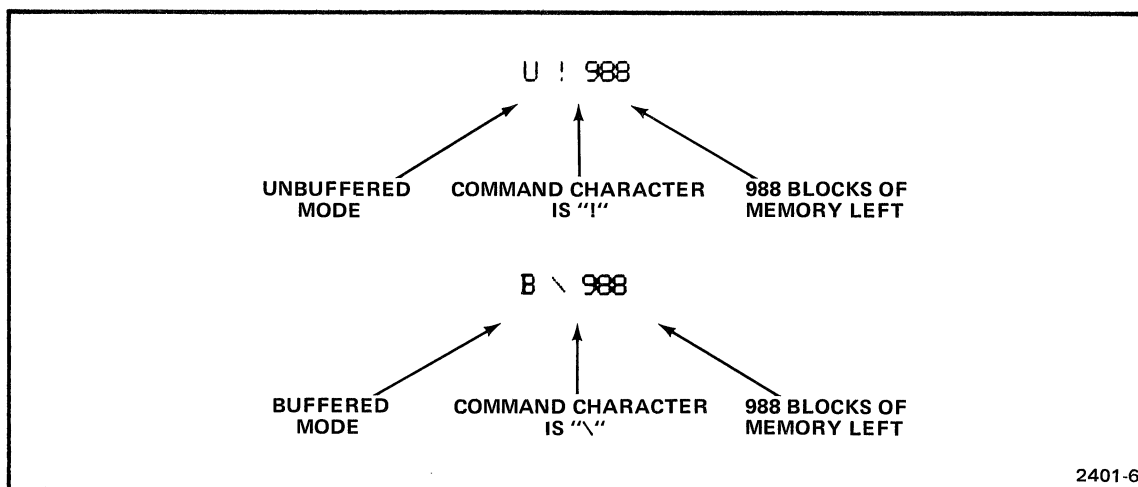 U ! 988
UNBUFFERED
MODE
COMMAND CHARACTER
IS "!"
988 BLOCKS OF
MEMORY LEFT
B \ 988
BUFFERED
MODE
COMMAND CHARACTER
IS "\"
988 BLOCKS OF
MEMORY LEFT
2401-6